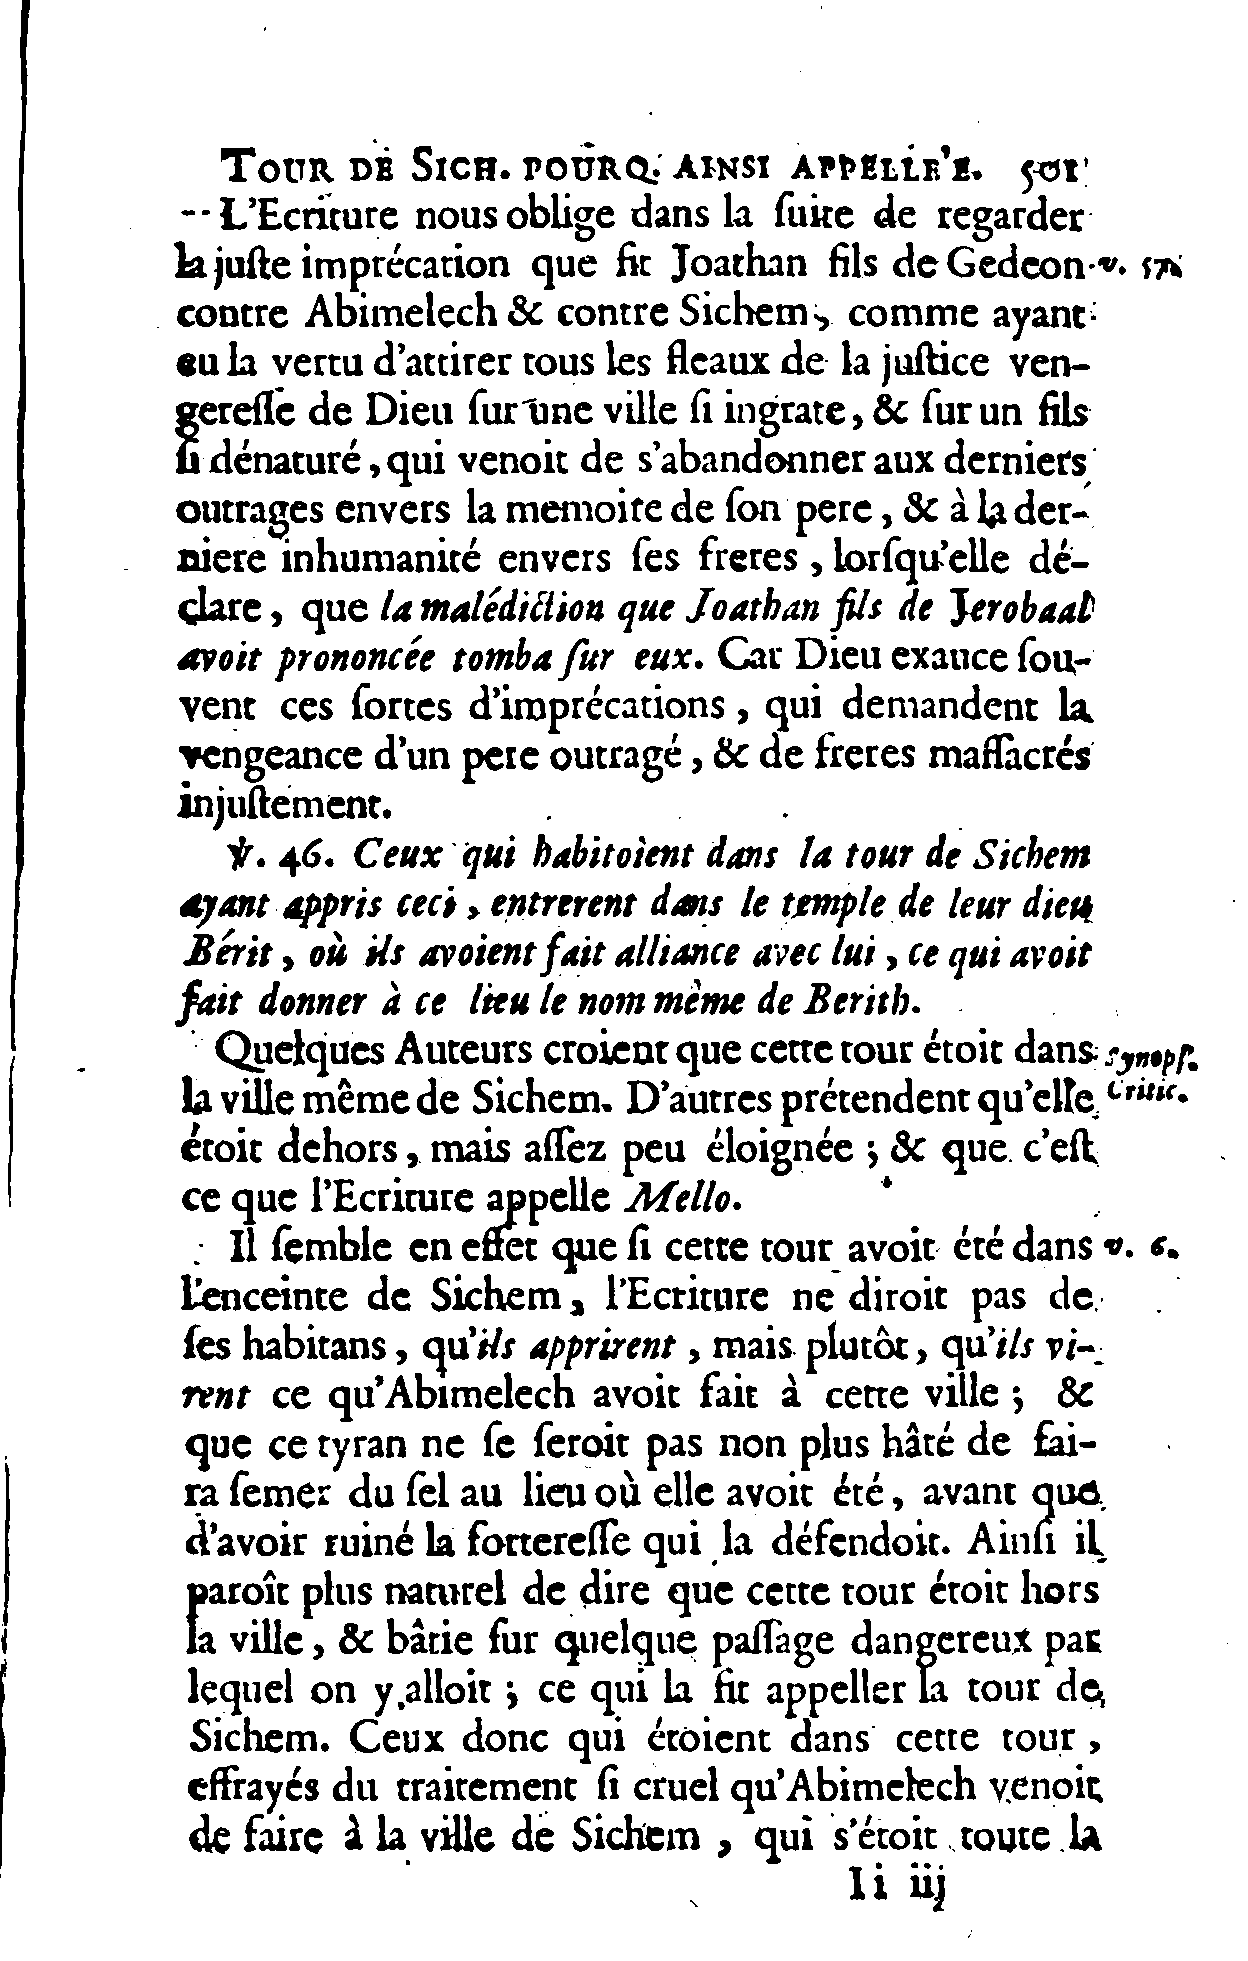 TOUR DE SICH. POURQ. AINSI APPELLE'E. 501
L'Ecriture nous oblige dans la ſuite de regarder
la juſte imprécation que fit Joathan fils de Gedeon v. 57.
contre Abimelech & contre Sichem, comme ayant
eu la vertu d'attirer tous les fleaux de la juſtice ven-
gereſſe de Dieu ſur une ville ſi ingrate, & ſur un fils
ſi dénaturé, qui venoit de s'abandonner aux derniers
outrages envers la memoire de ſon pere, & à la der-
niere inhumanité envers ſes freres, lorſqu'elle dé-
clare, que la malédiction que Joathan fils de Jerobaal
avoit prononcée tomba ſur eux. Car Dieu exauce ſou-
vent ces ſortes d'imprécations, qui demandent la
vengeance d'un pere outragé, & de freres maſſacrés
injuſtement.
℣. 46. Ceux qui habitoient dans la tour de Sichem
ayant appris ceci, entrerent dans le temple de leur dieu
Bérit, où ils avoient fait alliance avec lui, ce qui avoit
fait donner à ce lieu le nom même de Berith.
Quelques Auteurs croient que cette tour étoit dans Synopſ.
la ville même de Sichem. D'autres prétendent qu'elle Critic.
étoit dehors, mais aſſez peu éloignée ; & que c'eſt
ce que l'Ecriture appelle Mello.
Il ſemble en effet que ſi cette tour avoit été dans v. 6.
l'enceinte de Sichem, l'Ecriture ne diroit pas de
ſes habitans, qu'ils apprirent, mais plutôt, qu'ils vi-
rent ce qu'Abimelech avoit fait à cette ville ; &
que ce tyran ne ſe ſeroit pas non plus hâté de fai-
ra ſemer du ſel au lieu où elle avoit été, avant que
d'avoir ruiné la fortereſſe qui la défendoit. Ainſi il
paroît plus naturel de dire que cette tour étoit hors
la ville, & bâtie ſur quelque paſſage dangereux par
lequel on y alloit ; ce qui la fit appeller la tour de
Sichem. Ceux donc qui étoient dans cette tour,
effrayés du traitement ſi cruel qu'Abimelech venoit
de faire à la ville de Sichem, qui s'étoit toute la
Ii iij